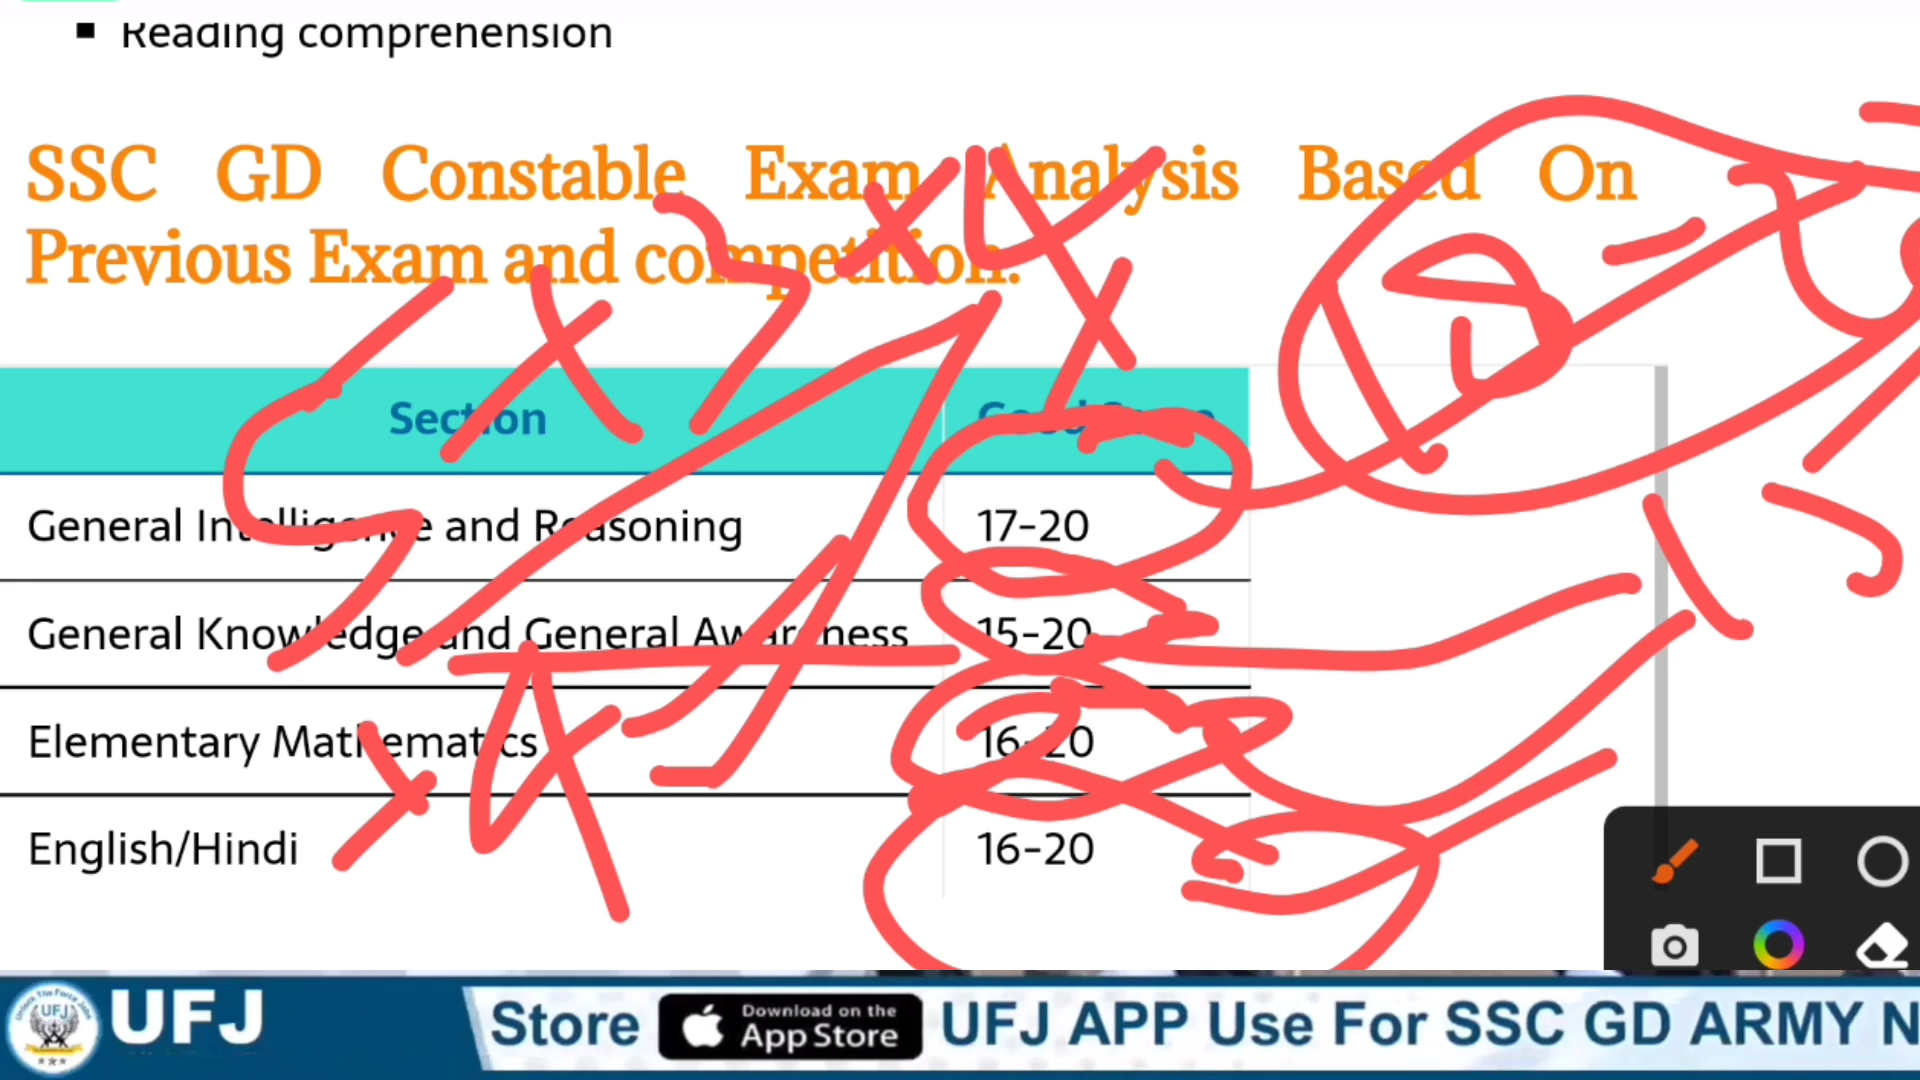 Reading comprehension
SSC GD Constable Exam Analysis Based On
Previous Exam and competition.
Section Good Score
General Intelligence and Reasoning 17-20
General Knowledge and General Awareness 15-20
Elementary Mathematics 16-20
English/Hindi 16-20
UFJ Store Download on the App Store UFJ APP Use For SSC GD ARMY N